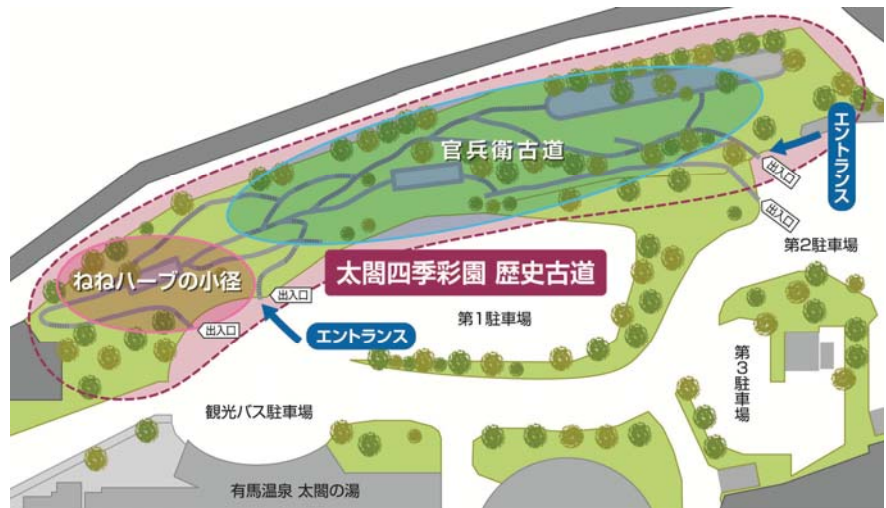 官兵衛古道
エントランス
出入口
出入口
第2駐車場
ねねハーブの小径
太閤四季彩園 歴史古道
出入口
出入口
エントランス
第1駐車場
第3駐車場
観光バス駐車場
有馬温泉 太閤の湯